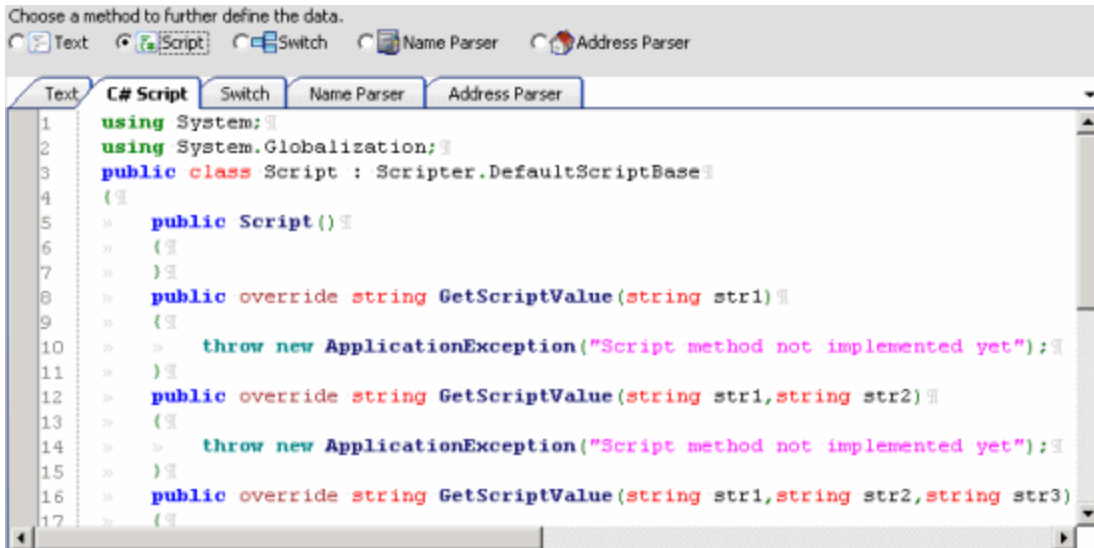 Choose a method to further define the data.
Text Script Switch Name Parser Address Parser
Text C# Script Switch Name Parser Address Parser
1 using System;
2 using System.Globalization;
3 public class Script : Scripter.DefaultScriptBase
4 {
5 public Script()
6 {
7 }
8 public override string GetScriptValue(string str1)
9 {
10 throw new ApplicationException("Script method not implemented yet");
11 }
12 public override string GetScriptValue(string str1,string str2)
13 {
14 throw new ApplicationException("Script method not implemented yet");
15 }
16 public override string GetScriptValue(string str1,string str2,string str3)
17 {